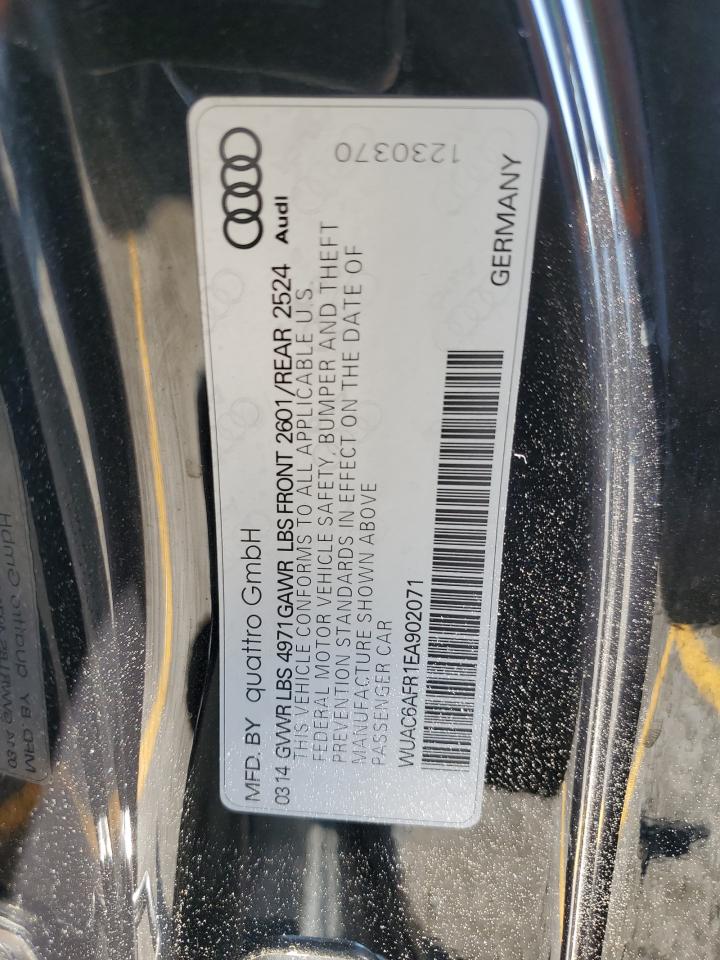 MFD. BY quattro GmbH
Audi
0314 GVWR LBS 4971 GAWR LBS FRONT 2601/REAR 2524
THIS VEHICLE CONFORMS TO ALL APPLICABLE U.S.
FEDERAL MOTOR VEHICLE SAFETY, BUMPER AND THEFT
PREVENTION STANDARDS IN EFFECT ON THE DATE OF
MANUFACTURE SHOWN ABOVE
PASSENGER CAR
1230370
WUAC6AFR1EA902071
GERMANY